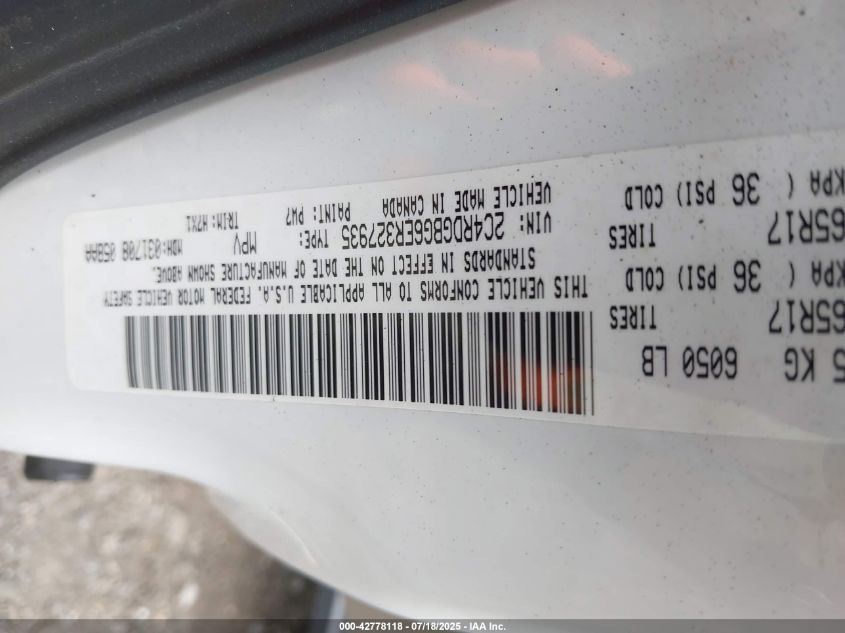 5 KG 6050 LB
65R17 TIRES
KPA ( 36 PSI) COLD
65R17 TIRES
KPA ( 36 PSI) COLD
THIS VEHICLE CONFORMS TO ALL APPLICABLE U.S.A. FEDERAL MOTOR VEHICLE SAFETY
STANDARDS IN EFFECT ON THE DATE OF MANUFACTURE SHOWN ABOVE.
VIN: 2C4RDGBG6ER327935 TYPE: MPV MDH:031708 058AA
VEHICLE MADE IN CANADA PAINT: PW7 TRIM: H7X1
000-42778118 | 07/18/2025 - IAA Inc.